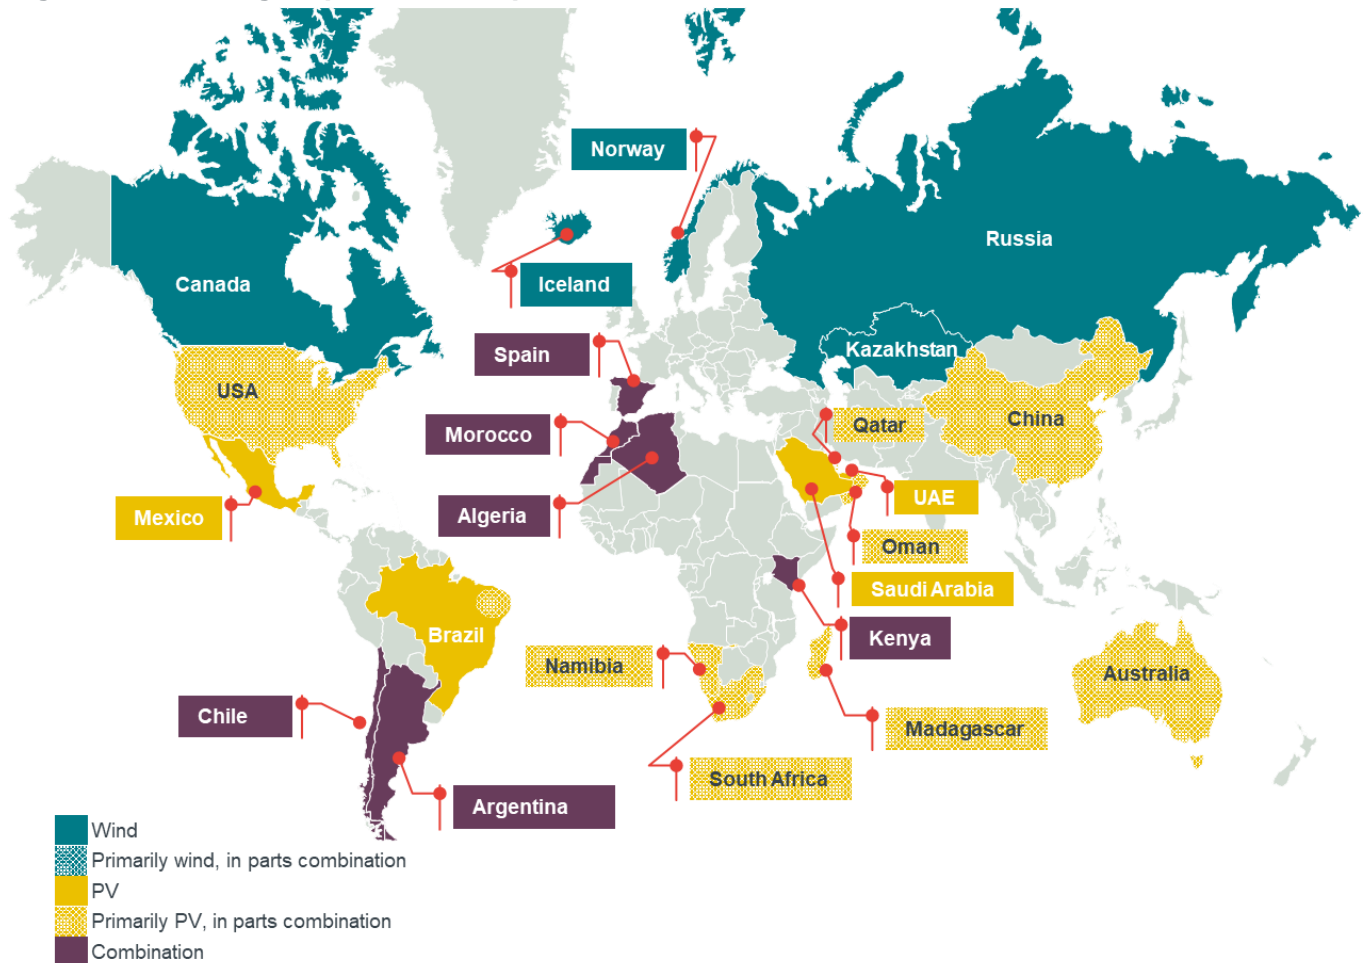 Norway
Russia
Canada
Iceland
Spain
Kazakhstan
USA
Qatar
China
Morocco
UAE
Mexico
Algeria
Oman
Saudi Arabia
Brazil
Kenya
Namibia
Australia
Chile
Madagascar
South Africa
Argentina
Wind
Primarily wind, in parts combination
PV
Primarily PV, in parts combination
Combination